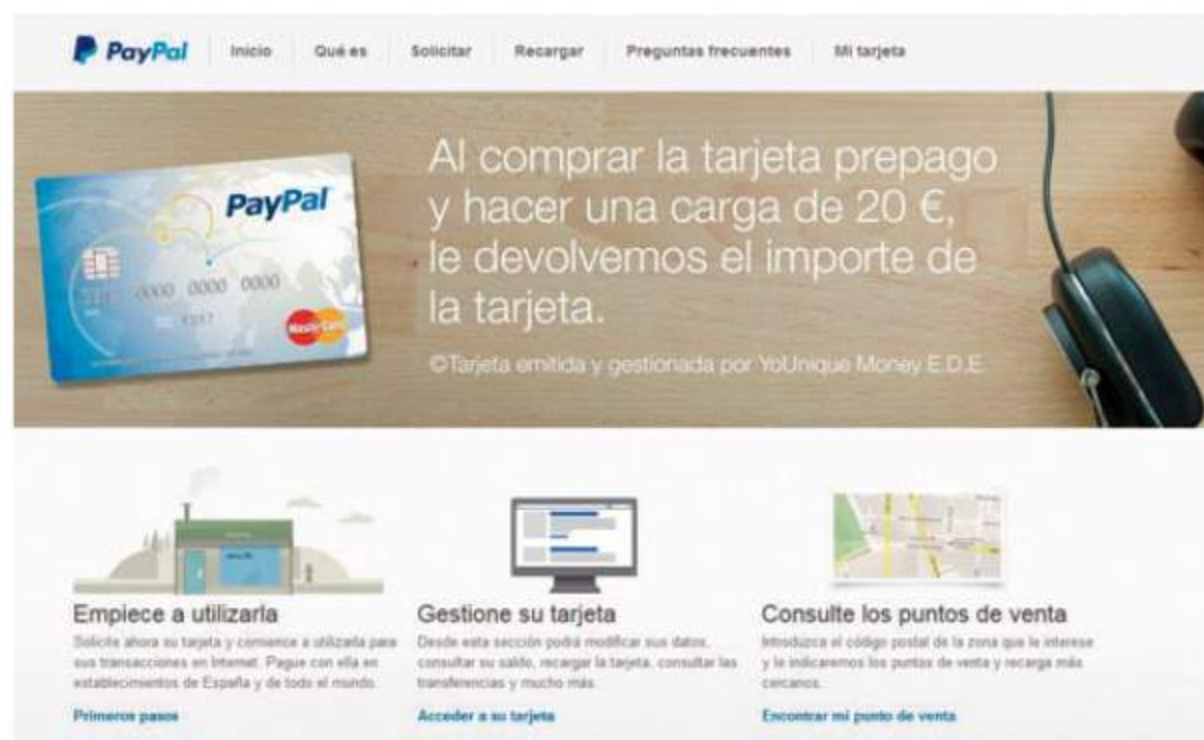 PayPal Inicio Qué es Solicitar Recargar Preguntas frecuentes Mi tarjeta
Al comprar la tarjeta prepago
y hacer una carga de 20 €,
le devolvemos el importe de
la tarjeta.
©Tarjeta emitida y gestionada por YoUnique Money E.D.E.
PayPal
0000 0000 0000
MasterCard
Empiece a utilizarla
Solicite ahora su tarjeta y comience a utilizarla para
sus transacciones en Internet. Pague con ella en
establecimientos de España y de todo el mundo.
Primeros pasos
Gestione su tarjeta
Desde esta sección podrá modificar sus datos,
consultar su saldo, recargar la tarjeta, consultar las
transferencias y mucho más.
Acceder a su tarjeta
Consulte los puntos de venta
Introduzca el código postal de la zona que le interese
y le indicaremos los puntos de venta y recarga más
cercanos.
Encontrar mi punto de venta